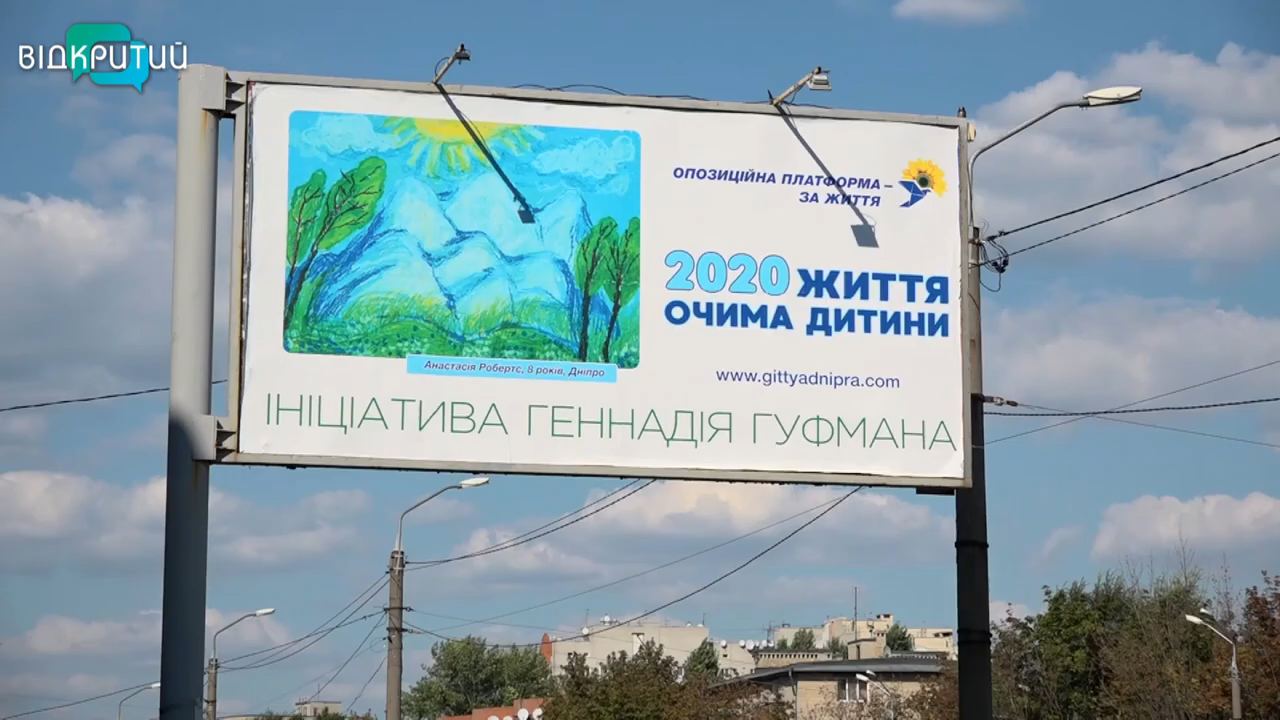 ВІДКРИТИЙ
ОПОЗИЦІЙНА ПЛАТФОРМА –
ЗА ЖИТТЯ
2020 ЖИТТЯ
ОЧИМА ДИТИНИ
www.gittyadnipra.com
Анастасія Робертс, 8 років, Дніпро
ІНІЦІАТИВА ГЕННАДІЯ ГУФМАНА